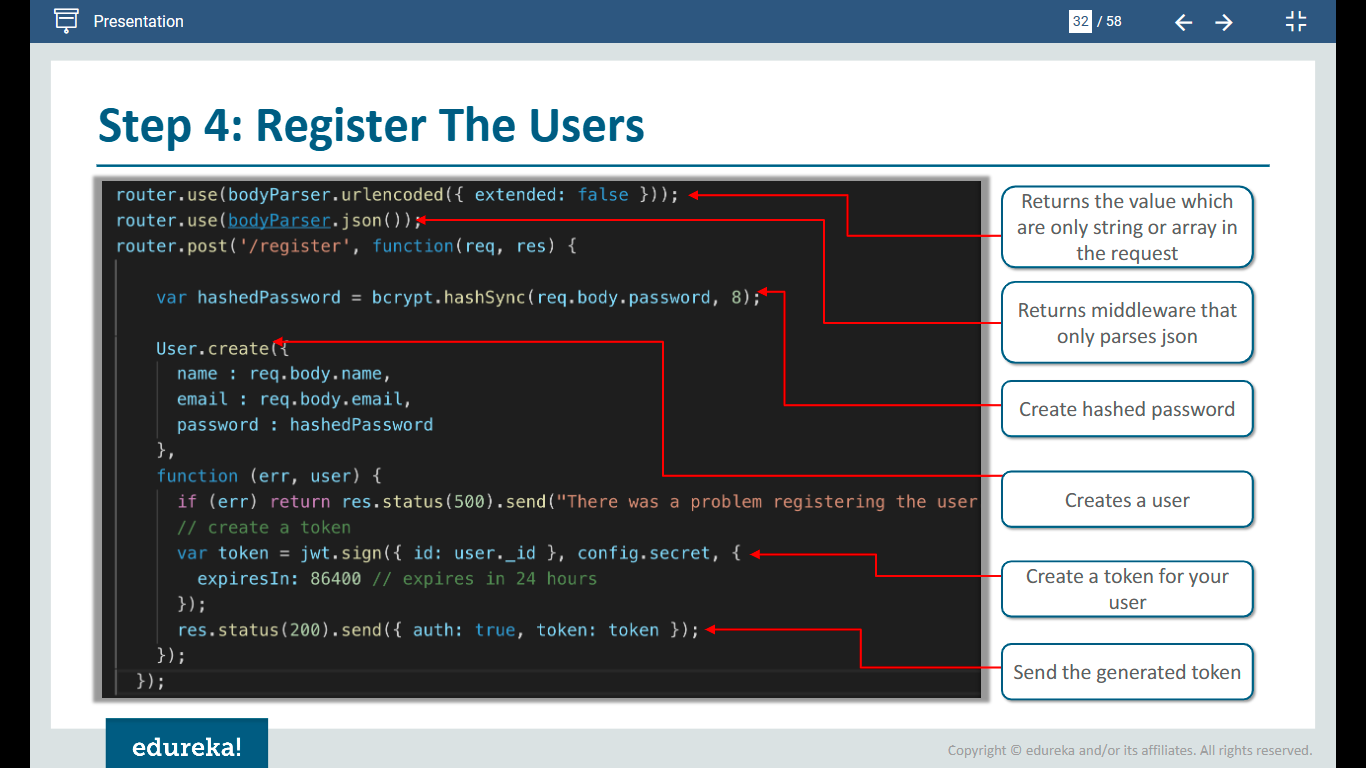 Presentation
32 / 58
Step 4: Register The Users
router.use(bodyParser.urlencoded({ extended: false }));
router.use(bodyParser.json());
router.post('/register', function(req, res) {
var hashedPassword = bcrypt.hashSync(req.body.password, 8);
User.create({
name : req.body.name,
email : req.body.email,
password : hashedPassword
},
function (err, user) {
if (err) return res.status(500).send("There was a problem registering the user
// create a token
var token = jwt.sign({ id: user._id }, config.secret, {
expiresIn: 86400 // expires in 24 hours
});
res.status(200).send({ auth: true, token: token });
});
});
Returns the value which
are only string or array in
the request
Returns middleware that
only parses json
Create hashed password
Creates a user
Create a token for your
user
Send the generated token
edureka!
Copyright © edureka and/or its affiliates. All rights reserved.